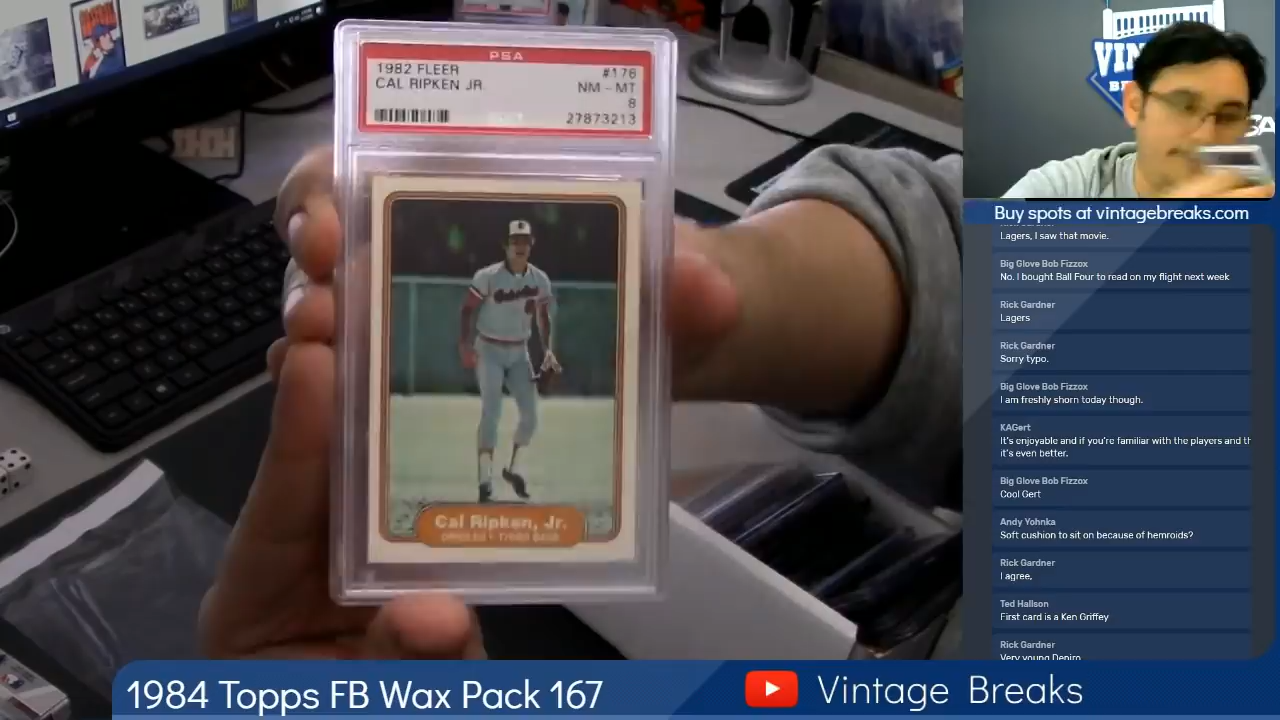 PSA
1982 FLEER #176
CAL RIPKEN JR. NM - MT
8
27873213
Orioles
Cal Ripken, Jr.
ORIOLES • THIRD BASE
Buy spots at vintagebreaks.com
Lagers, I saw that movie.
Big Glove Bob Fizzox
No. I bought Ball Four to read on my flight next week
Rick Gardner
Lagers
Rick Gardner
Sorry typo.
Big Glove Bob Fizzox
I am freshly shorn today though.
KAGert
It's enjoyable and if you're familiar with the players and th
it's even better.
Big Glove Bob Fizzox
Cool Gert
Andy Yohnka
Soft cushion to sit on because of hemroids?
Rick Gardner
I agree.
Ted Hallson
First card is a Ken Griffey
Rick Gardner
Very young Deniro
1984 Topps FB Wax Pack 167
Vintage Breaks